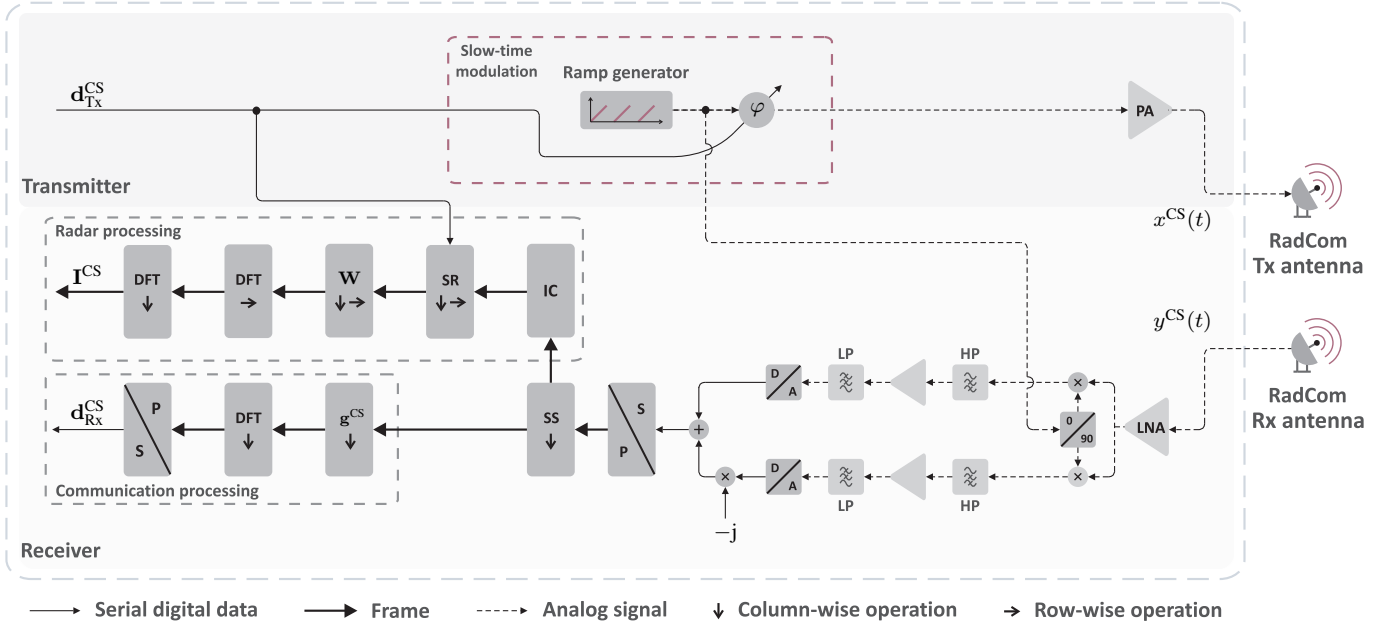 d_Tx^CS
Slow-time
modulation
Ramp generator
φ
PA
Transmitter
x^CS(t)
RadCom
Tx antenna
Radar processing
I^CS
DFT
↓
DFT
→
W
↓→
SR
↓→
IC
y^CS(t)
RadCom
Rx antenna
d_Rx^CS
P
S
DFT
↓
g^CS
↓
SS
↓
S
P
+
D
A
LP
HP
×
0
90
LNA
×
D
A
LP
HP
×
−j
Communication processing
Receiver
Serial digital data
Frame
Analog signal
↓ Column-wise operation
→ Row-wise operation